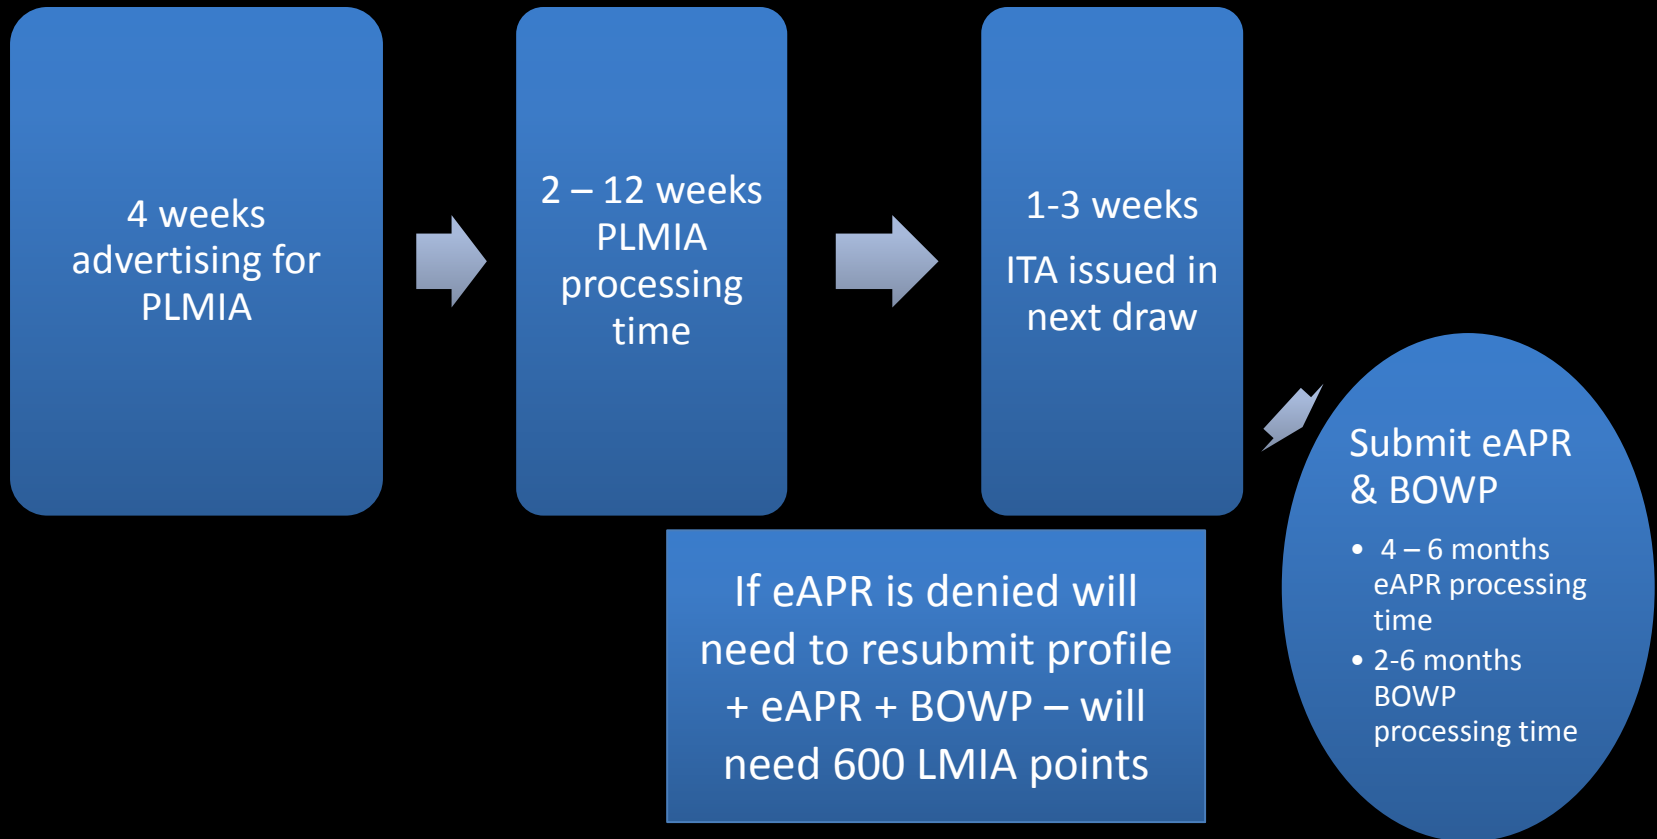 4 weeks
advertising for
PLMIA
2 – 12 weeks
PLMIA
processing
time
1-3 weeks
ITA issued in
next draw
Submit eAPR
& BOWP
• 4 – 6 months
eAPR processing
time
• 2-6 months
BOWP
processing time
If eAPR is denied will
need to resubmit profile
+ eAPR + BOWP – will
need 600 LMIA points